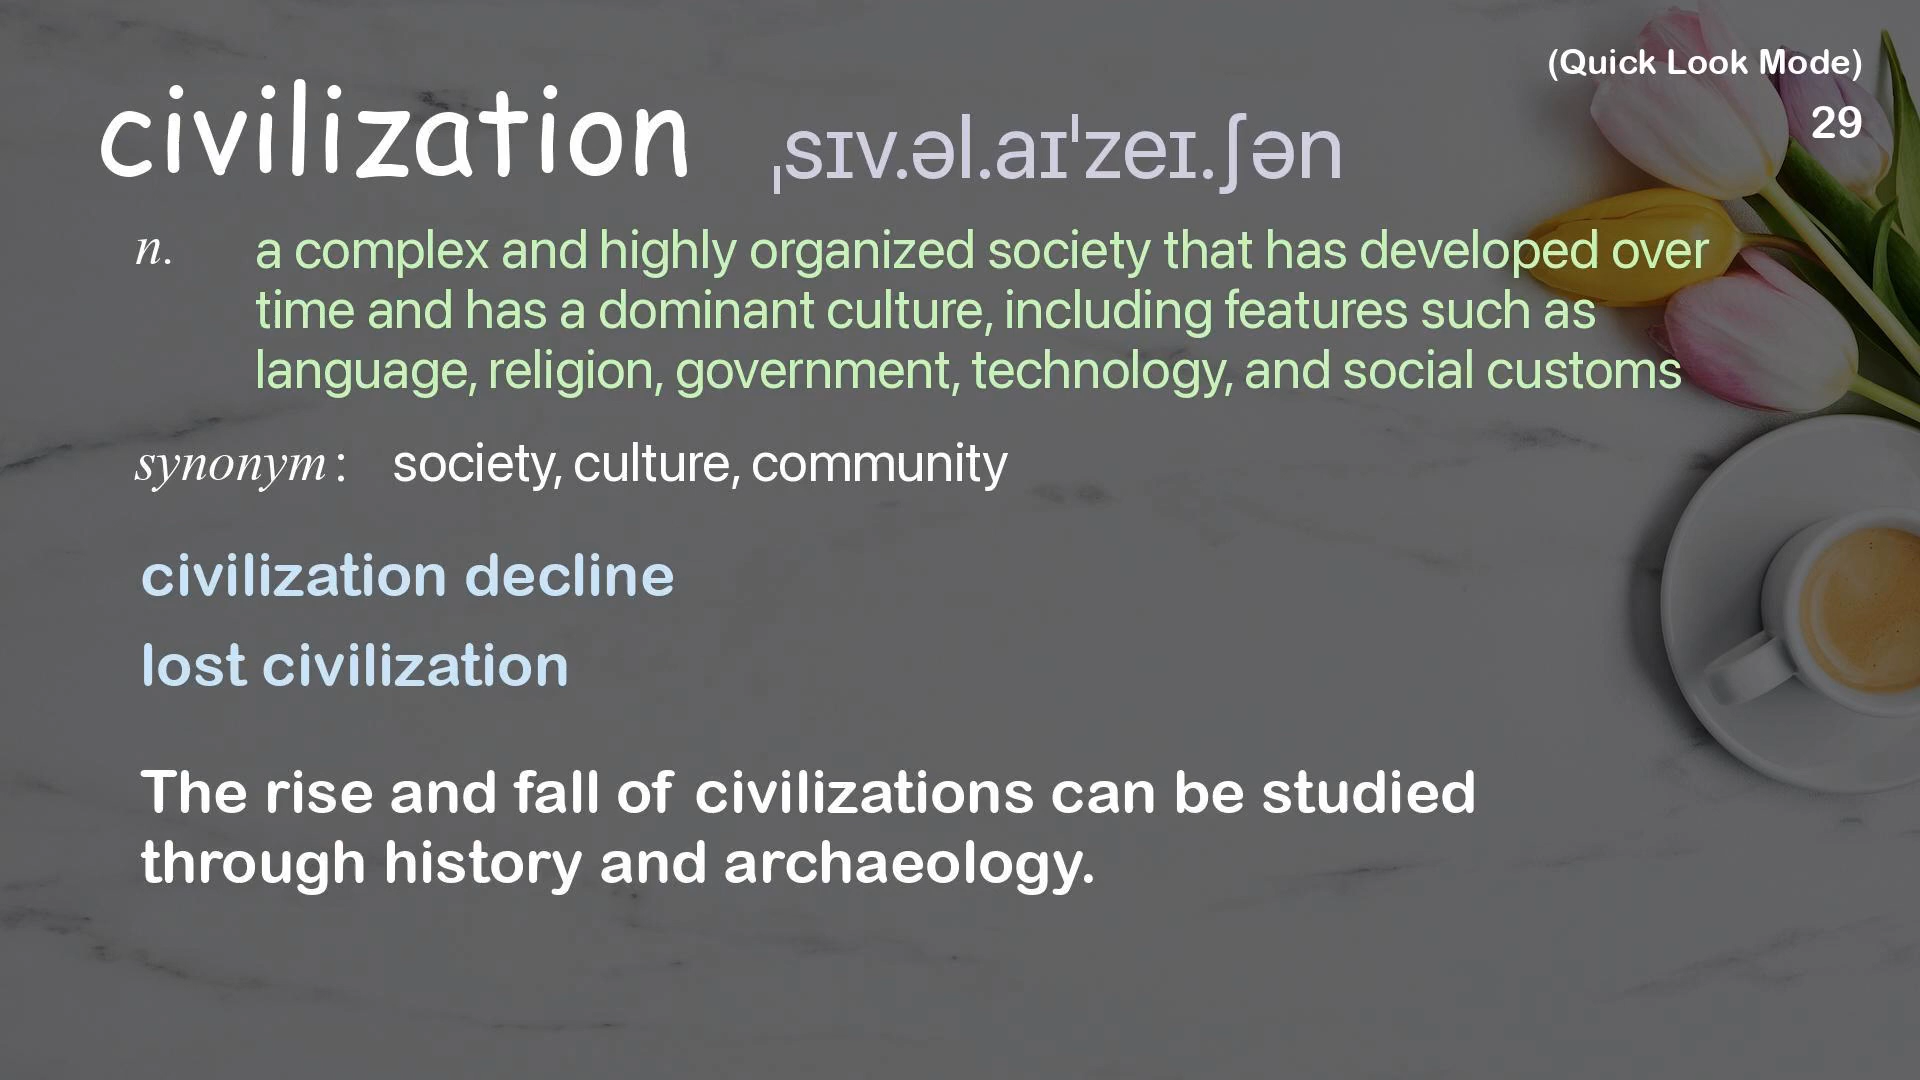 (Quick Look Mode)
29
civilization ˌsɪv.əl.aɪˈzeɪ.ʃən
n. a complex and highly organized society that has developed over
time and has a dominant culture, including features such as
language, religion, government, technology, and social customs
synonym : society, culture, community
civilization decline
lost civilization
The rise and fall of civilizations can be studied
through history and archaeology.